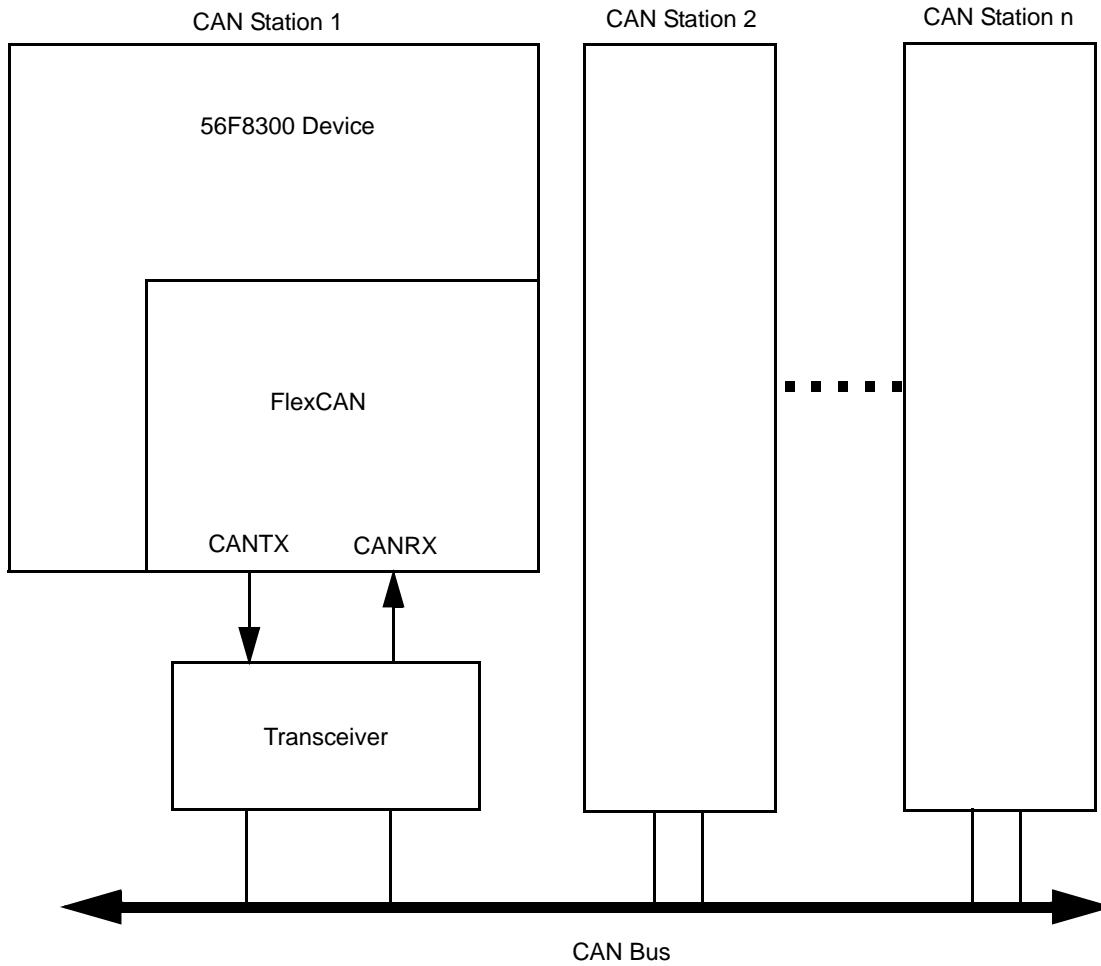 CAN Station 1
CAN Station 2
CAN Station n
56F8300 Device
FlexCAN
CANTX
CANRX
Transceiver
CAN Bus